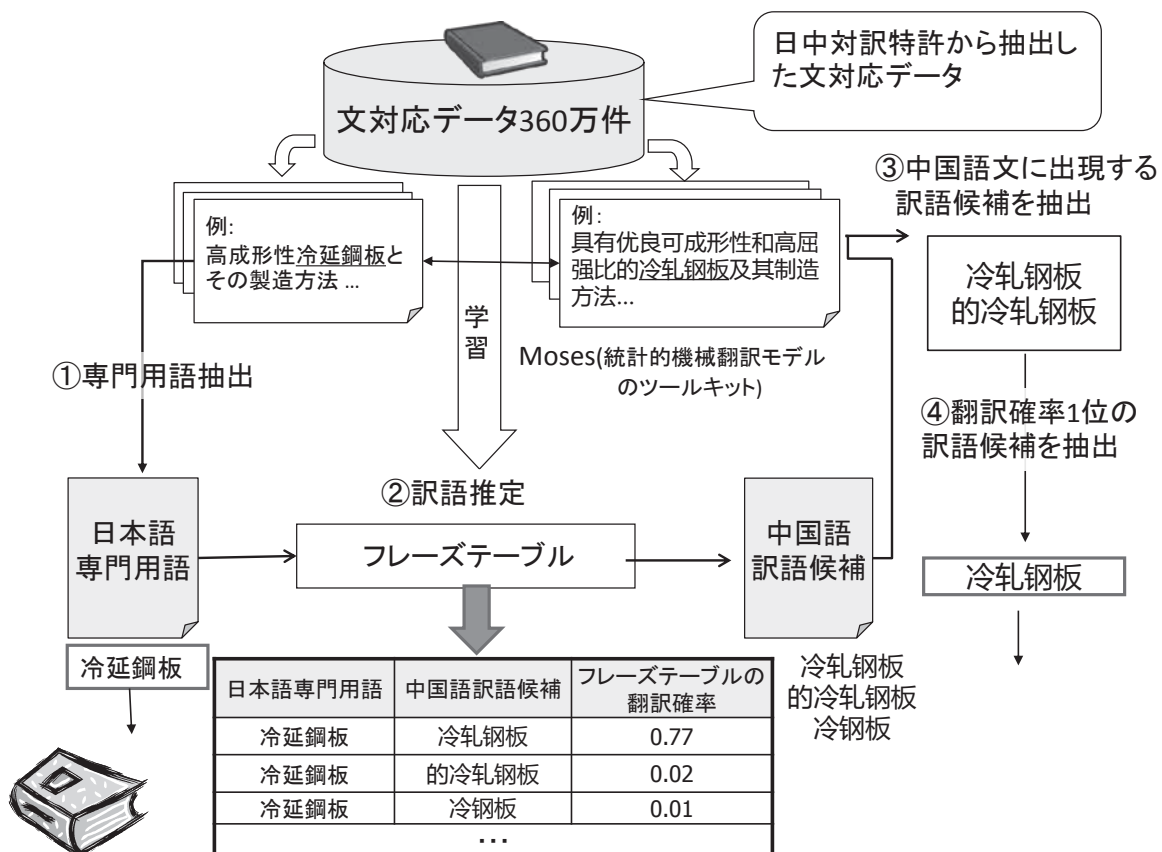 日中対訳特許から抽出し
た文対応データ
文対応データ360万件
③中国語文に出現する
訳語候補を抽出
例:
高成形性冷延鋼板と
その製造方法 ...
例:
具有优良可成形性和高屈
强比的冷轧钢板及其制造
方法...
冷轧钢板
的冷轧钢板
学
習
Moses(統計的機械翻訳モデル
のツールキット)
①専門用語抽出
④翻訳確率1位の
訳語候補を抽出
②訳語推定
日本語
専門用語
フレーズテーブル
中国語
訳語候補
冷轧钢板
冷延鋼板
冷轧钢板
的冷轧钢板
冷钢板
日本語専門用語 中国語訳語候補 フレーズテーブルの
翻訳確率
冷延鋼板 冷轧钢板 0.77
冷延鋼板 的冷轧钢板 0.02
冷延鋼板 冷钢板 0.01
...